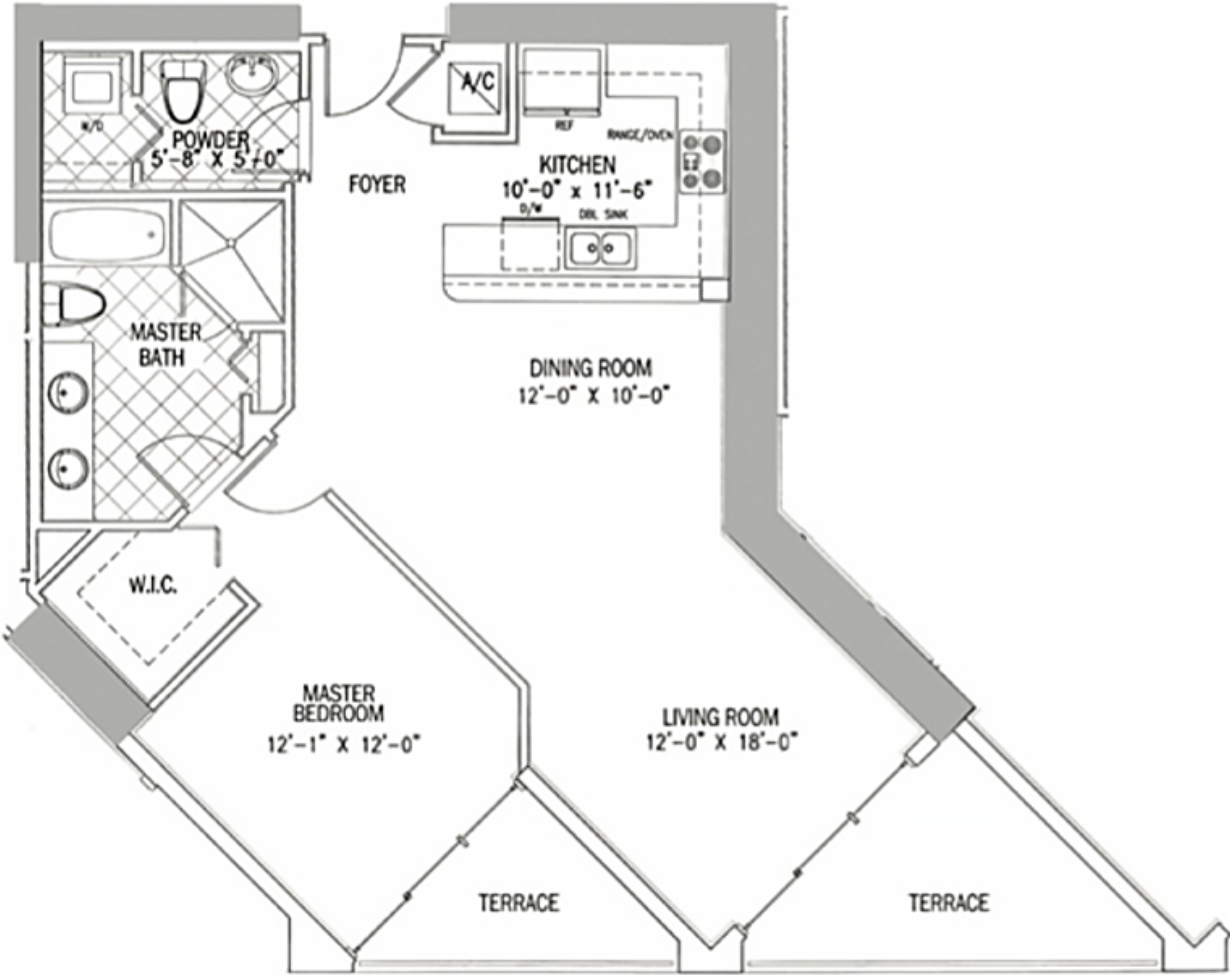 A/C
REF
W/D
POWDER
5'-8" X 5'-0"
RANGE/OVEN
KITCHEN
10'-0" x 11'-6"
FOYER
D/W
DBL SINK
MASTER
BATH
DINING ROOM
12'-0" X 10'-0"
W.I.C.
MASTER
BEDROOM
12'-1" X 12'-0"
LIVING ROOM
12'-0" X 18'-0"
TERRACE
TERRACE